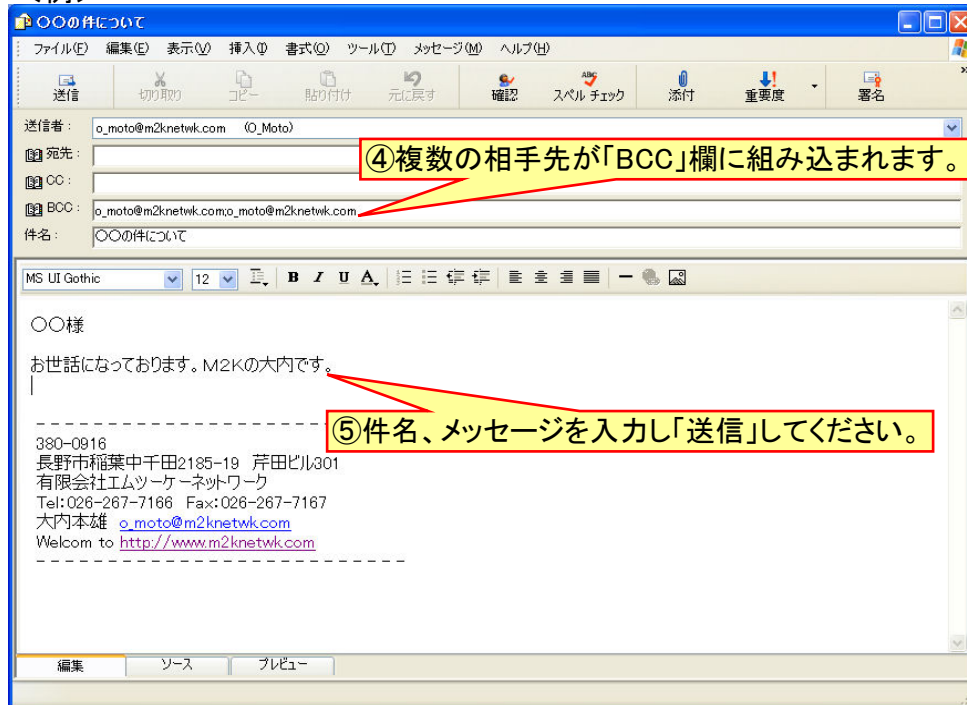 〇〇の件について
ファイル(F) 編集(E) 表示(V) 挿入(I) 書式(O) ツール(T) メッセージ(M) ヘルプ(H)
送信 切り取り コピー 貼り付け 元に戻す 確認 スペル チェック 添付 重要度 署名
送信者： o_moto@m2knetwk.com (O_Moto)
宛先：
④複数の相手先が「BCC」欄に組み込まれます。
CC：
BCC： o_moto@m2knetwk.com;o_moto@m2knetwk.com
件名： 〇〇の件について
MS UI Gothic 12 B I U A
〇〇様
お世話になっております。M2Kの大内です。
⑤件名、メッセージを入力し「送信」してください。
380-0916
長野市稲葉中千田2185-19 芹田ビル301
有限会社エムツーケーネットワーク
Tel:026-267-7166 Fax:026-267-7167
大内本雄 o_moto@m2knetwk.com
Welcom to http://www.m2knetwk.com
編集 ソース プレビュー